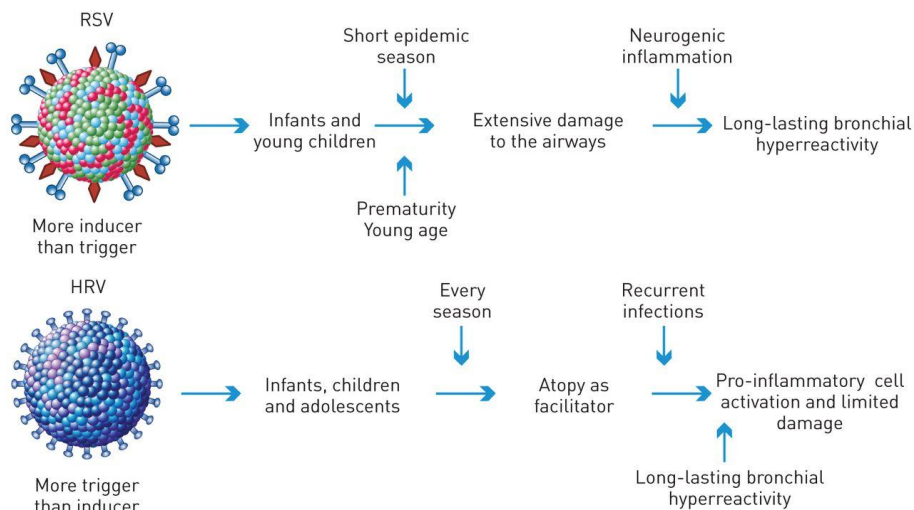 RSV
Short epidemic
season
Neurogenic
inflammation
Infants and
young children
Extensive damage
to the airways
Long-lasting bronchial
hyperreactivity
Prematurity
Young age
More inducer
than trigger
HRV
Every
season
Recurrent
infections
Infants, children
and adolescents
Atopy as
facilitator
Pro-inflammatory cell
activation and limited
damage
Long-lasting bronchial
hyperreactivity
More trigger
than inducer